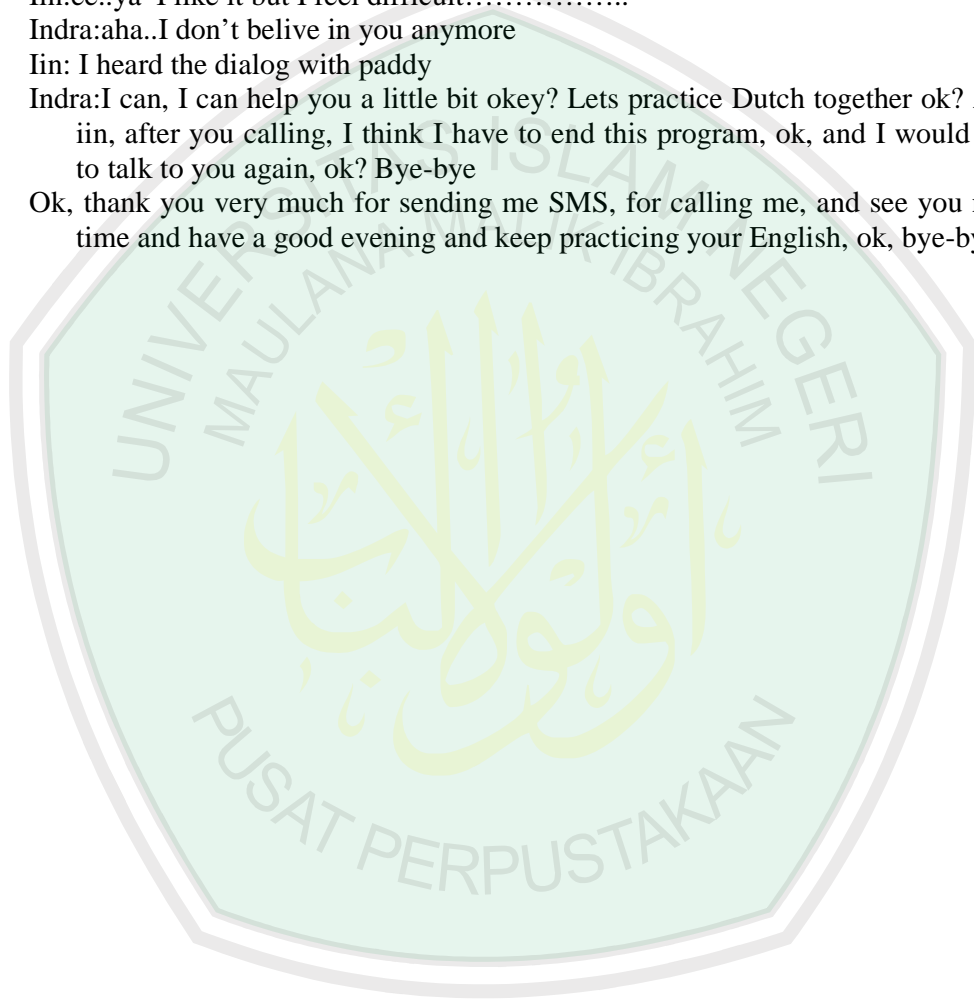 Iin:ee..ya I like it but I feel difficult……………..
Indra:aha..I don't belive in you anymore
Iin: I heard the dialog with paddy
Indra:I can, I can help you a little bit okey? Lets practice Dutch together ok?
iin, after you calling, I think I have to end this program, ok, and I would
to talk to you again, ok? Bye-bye
Ok, thank you very much for sending me SMS, for calling me, and see you
time and have a good evening and keep practicing your English, ok, bye-by
UNIVERSITAS ISLAM NEGERI
MAULANA MALIK IBRAHIM
أولوا الألباب
PUSAT PERPUSTAKAAN